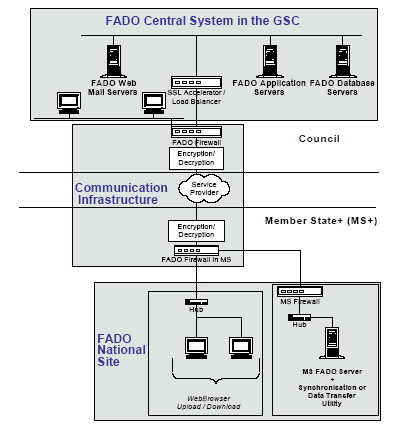 FADO Central System in the GSC
FADO Web
Mail Servers
SSL Accelerator /
Load Balancer
FADO Application
Servers
FADO Database
Servers
FADO Firewall
Council
Encryption/
Decryption
Communication
Infrastructure
Service
Provider
Member State+ (MS+)
Encryption/
Decryption
FADO Firewall in MS
MS Firewall
Hub
Hub
FADO
National
Site
MS FADO Server
+
Synchronisation or
Data Transfer
Utility
WebBrowser
Upload / Download